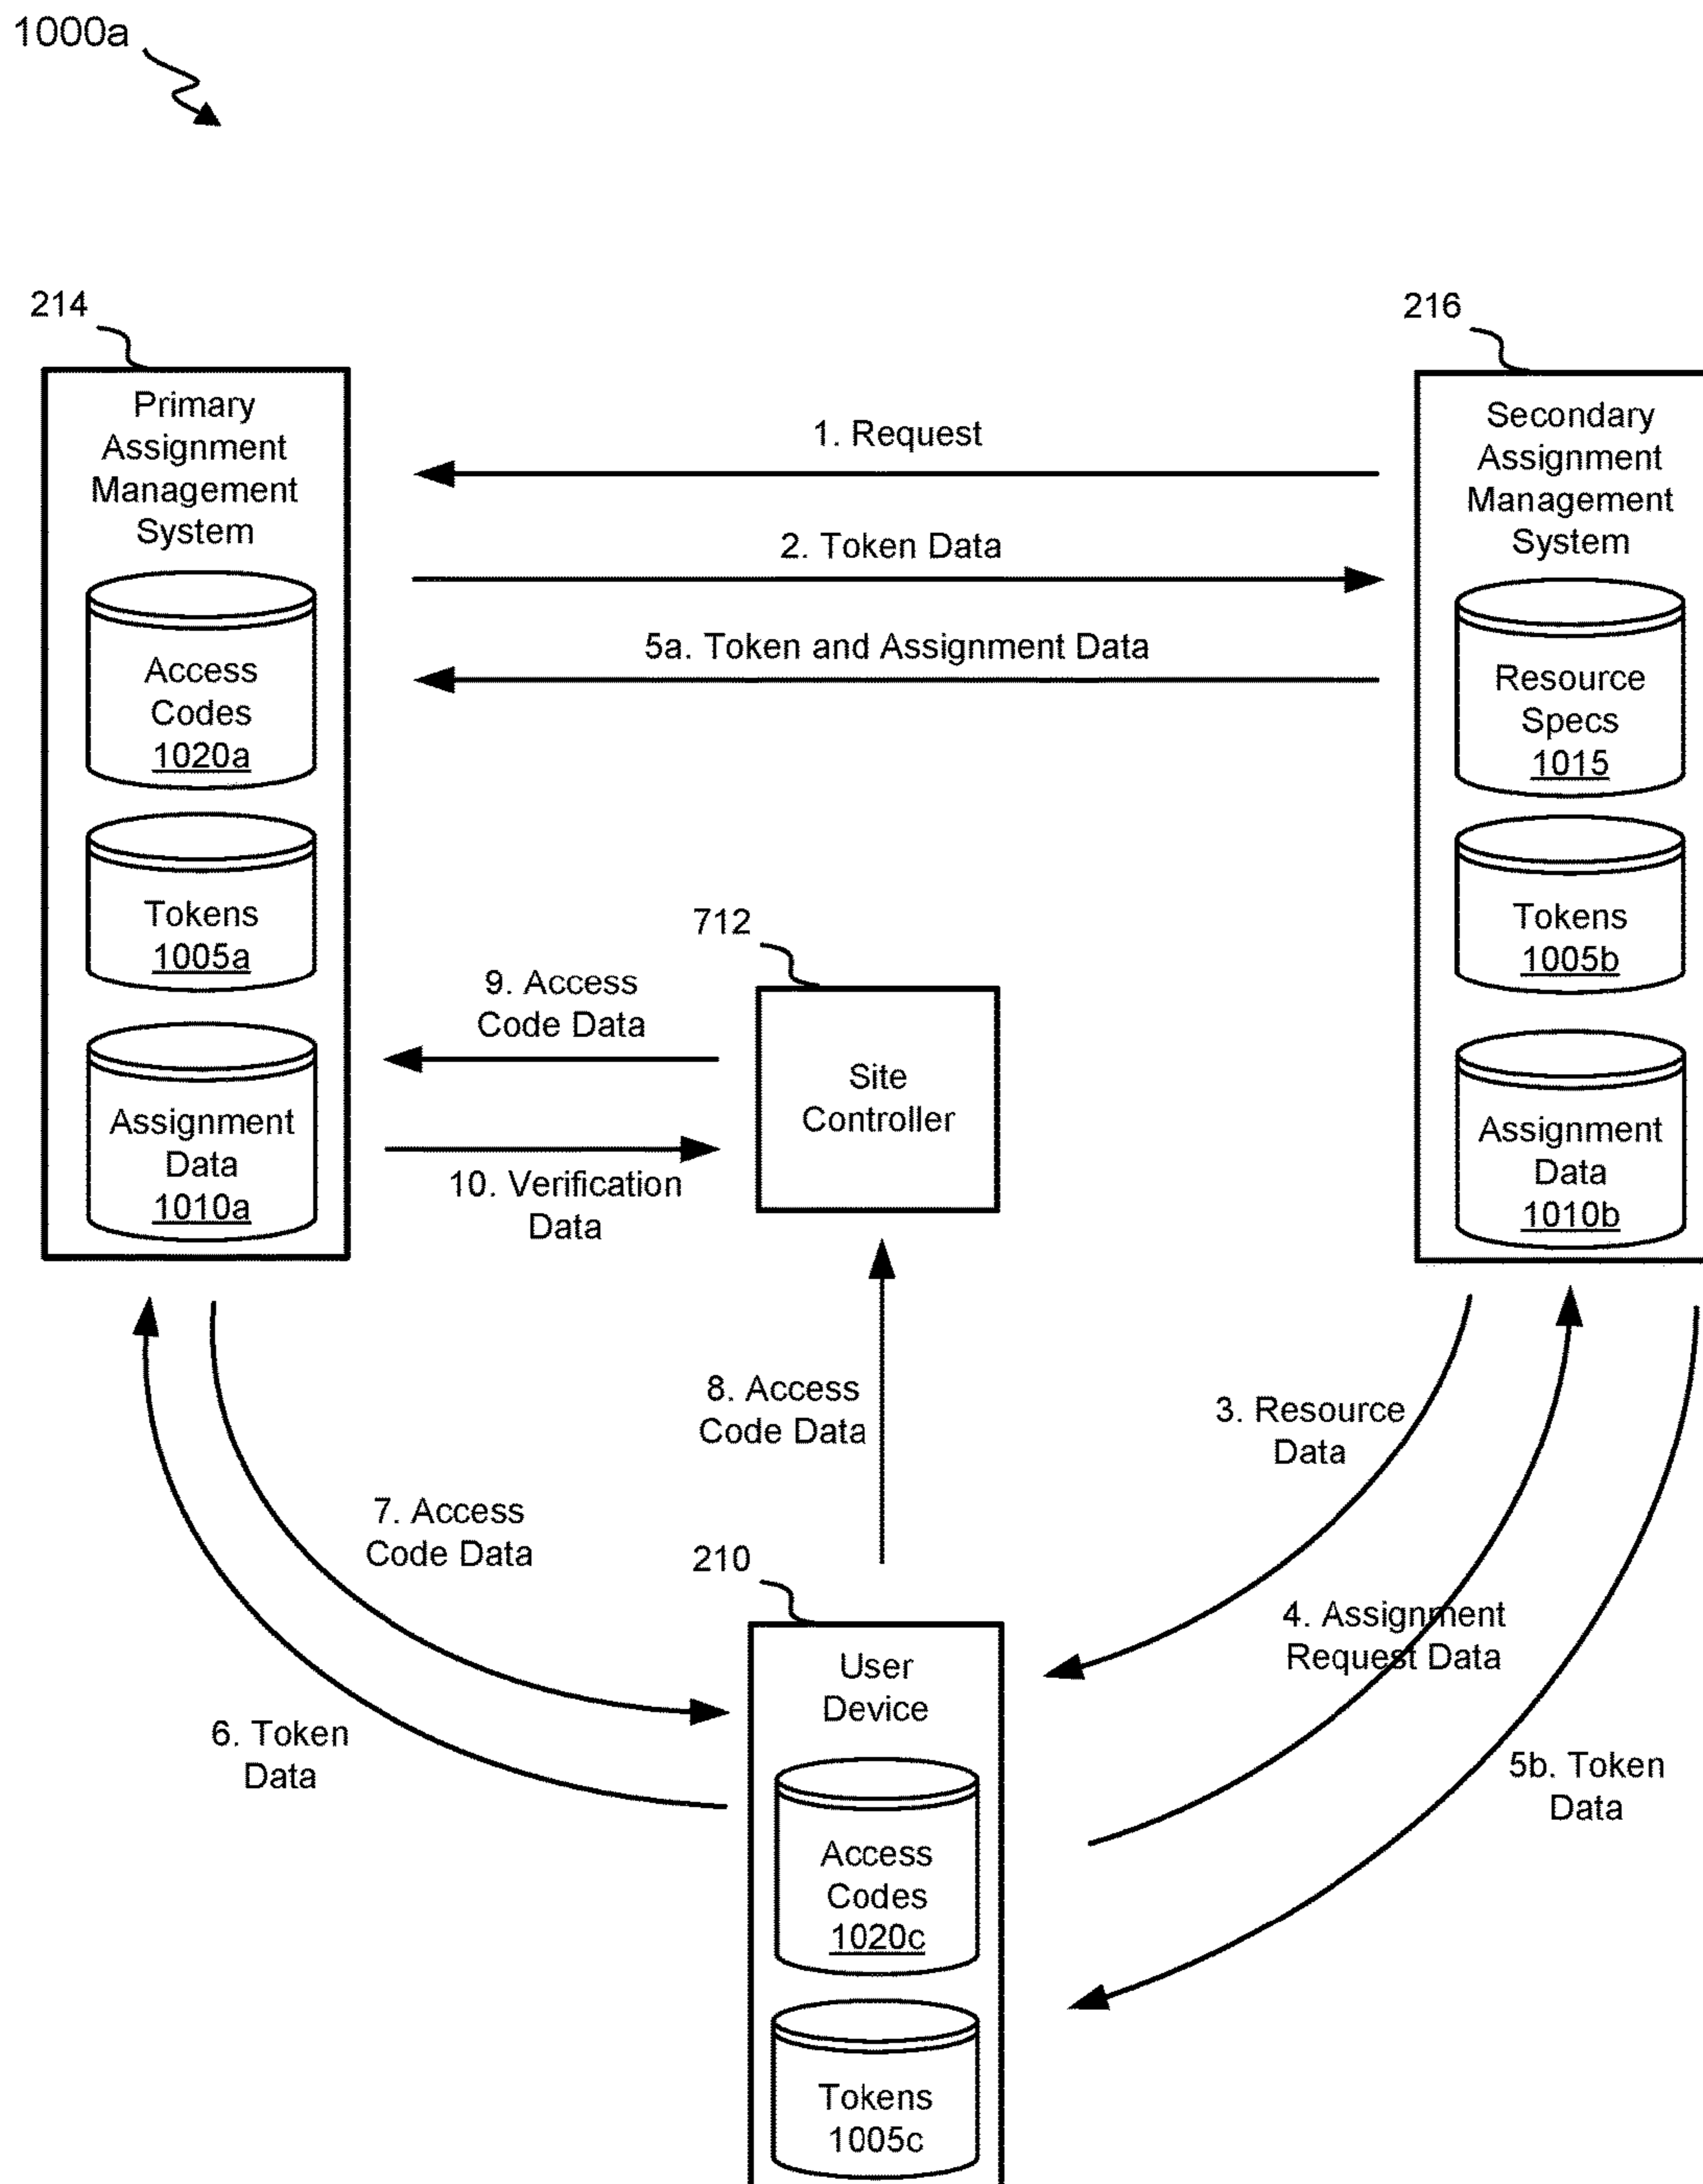 1000a
214
216
Primary
Assignment
Management
System
Access
Codes
1020a
Tokens
1005a
Assignment
Data
1010a
1. Request
2. Token Data
5a. Token and Assignment Data
Secondary
Assignment
Management
System
Resource
Specs
1015
Tokens
1005b
Assignment
Data
1010b
712
9. Access
Code Data
Site
Controller
10. Verification
Data
8. Access
Code Data
3. Resource
Data
7. Access
Code Data
210
4. Assignment
Request Data
6. Token
Data
5b. Token
Data
User
Device
Access
Codes
1020c
Tokens
1005c